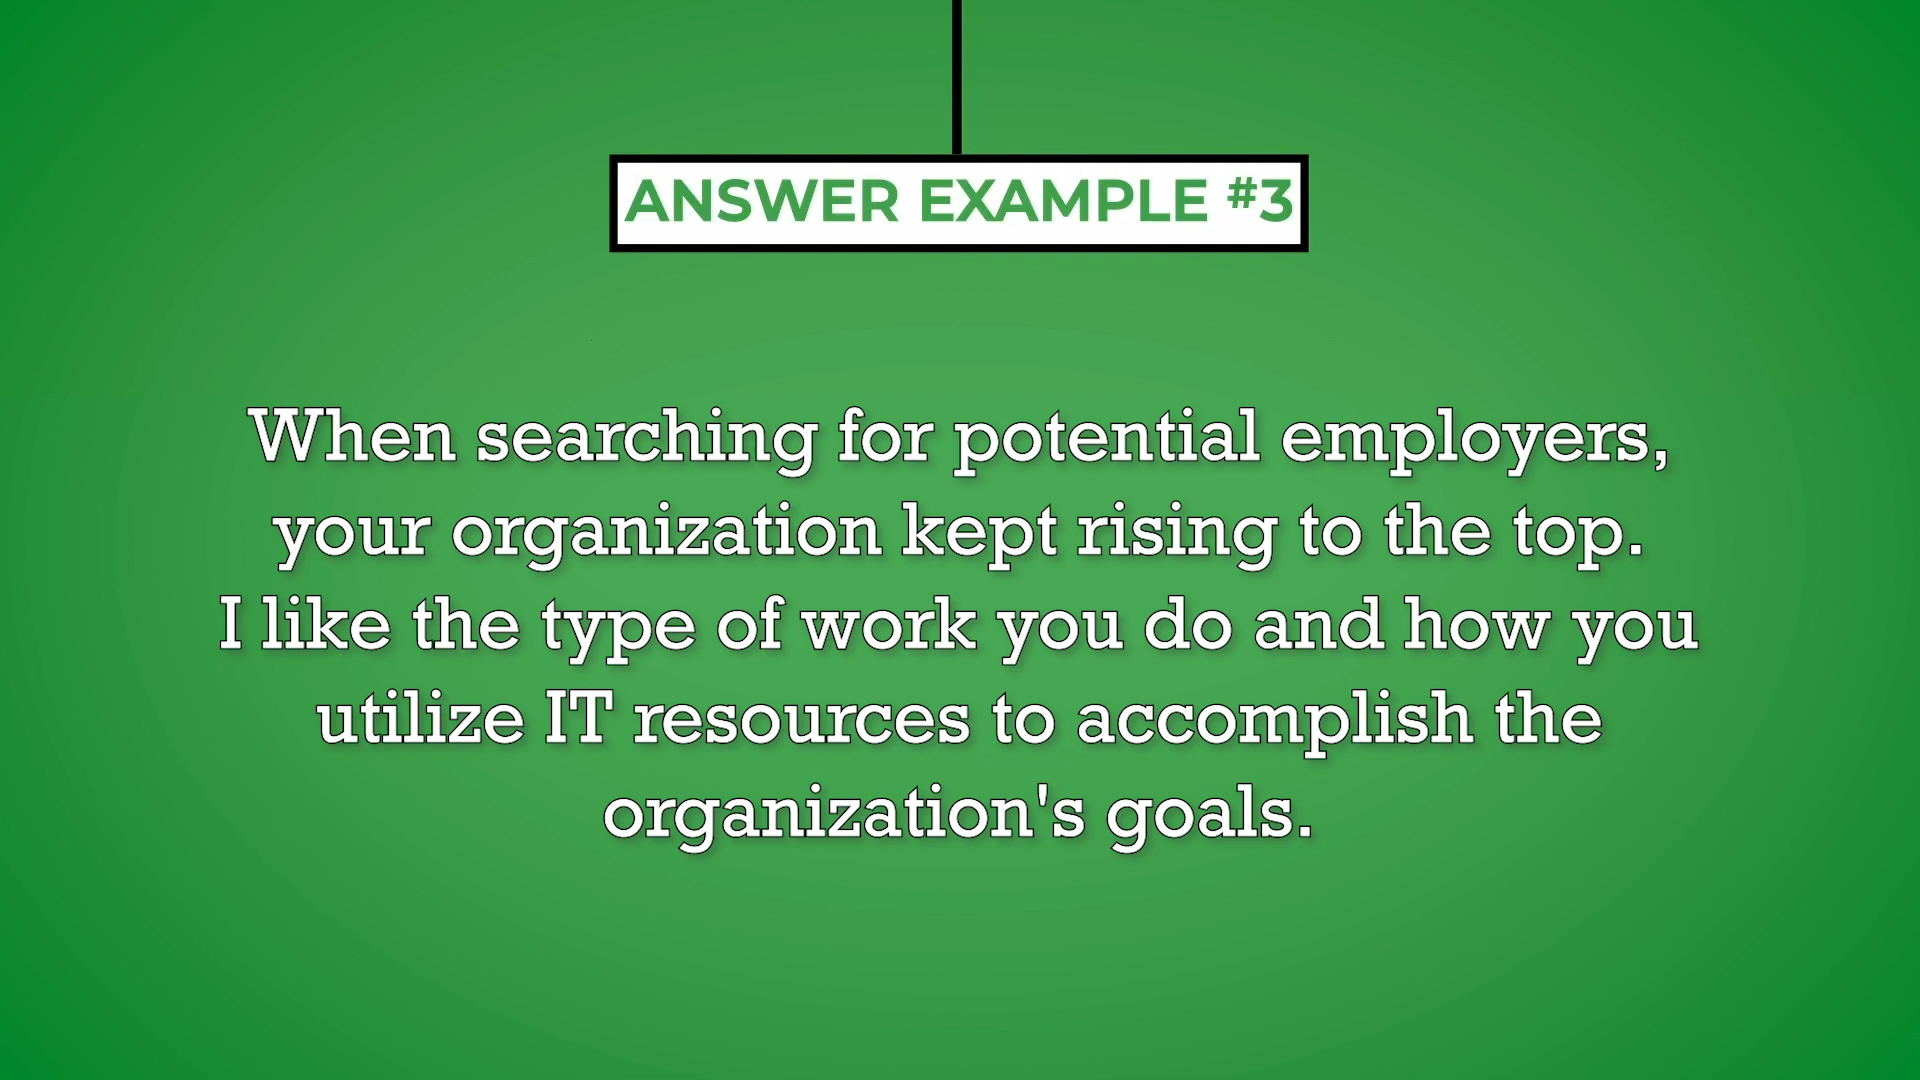 ANSWER EXAMPLE #3
When searching for potential employers,
your organization kept rising to the top.
I like the type of work you do and how you
utilize IT resources to accomplish the
organization's goals.